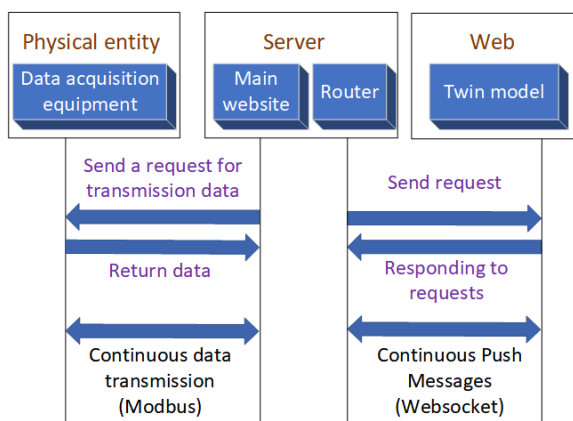 Physical entity
Server
Web
Data acquisition
equipment
Main
website
Router
Twin model
Send a request for
transmission data
Send request
Return data
Responding to
requests
Continuous data
transmission
(Modbus)
Continuous Push
Messages
(Websocket)